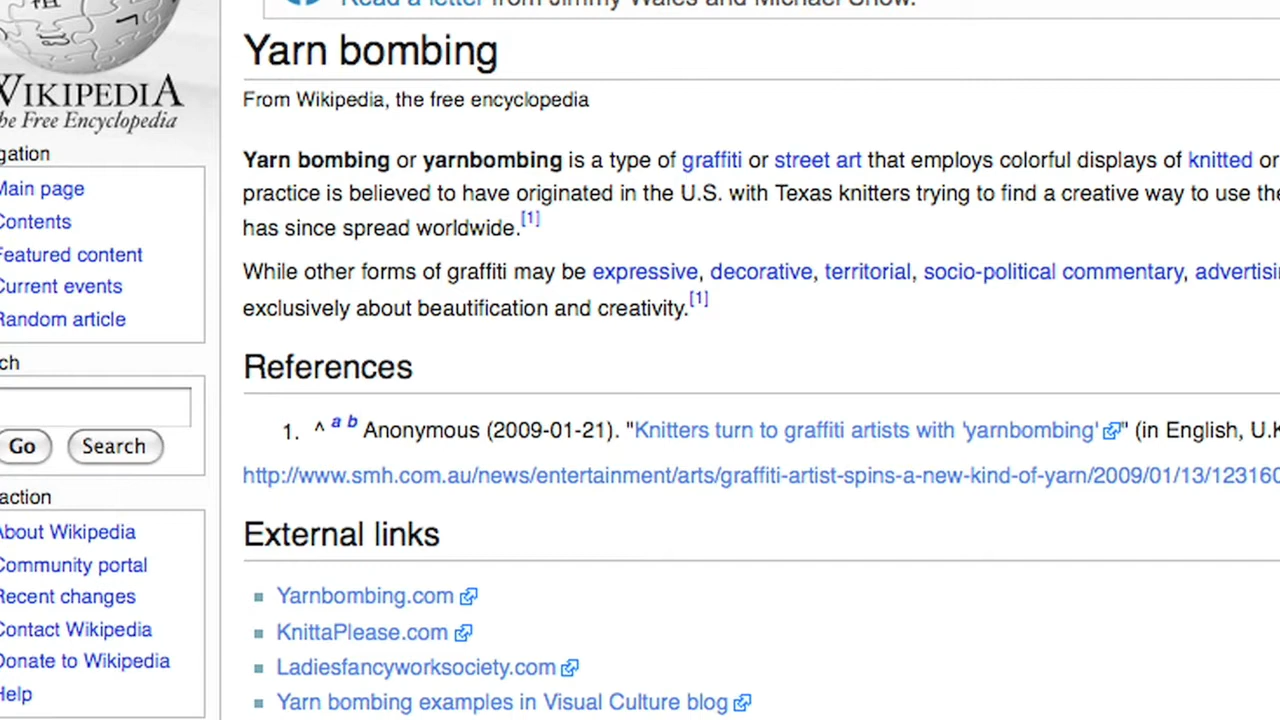 Read a letter from Jimmy Wales and Michael Snow.
WIKIPEDIA
The Free Encyclopedia
gation
Main page
Contents
Featured content
Current events
Random article
ch
Go Search
action
About Wikipedia
Community portal
Recent changes
Contact Wikipedia
Donate to Wikipedia
Help
Yarn bombing
From Wikipedia, the free encyclopedia
Yarn bombing or yarnbombing is a type of graffiti or street art that employs colorful displays of knitted or
practice is believed to have originated in the U.S. with Texas knitters trying to find a creative way to use the
has since spread worldwide.[1]
While other forms of graffiti may be expressive, decorative, territorial, socio-political commentary, advertisi
exclusively about beautification and creativity.[1]
References
1. ^ a b Anonymous (2009-01-21). "Knitters turn to graffiti artists with 'yarnbombing'" (in English, U.K
http://www.smh.com.au/news/entertainment/arts/graffiti-artist-spins-a-new-kind-of-yarn/2009/01/13/123160
External links
Yarnbombing.com
KnittaPlease.com
Ladiesfancyworksociety.com
Yarn bombing examples in Visual Culture blog